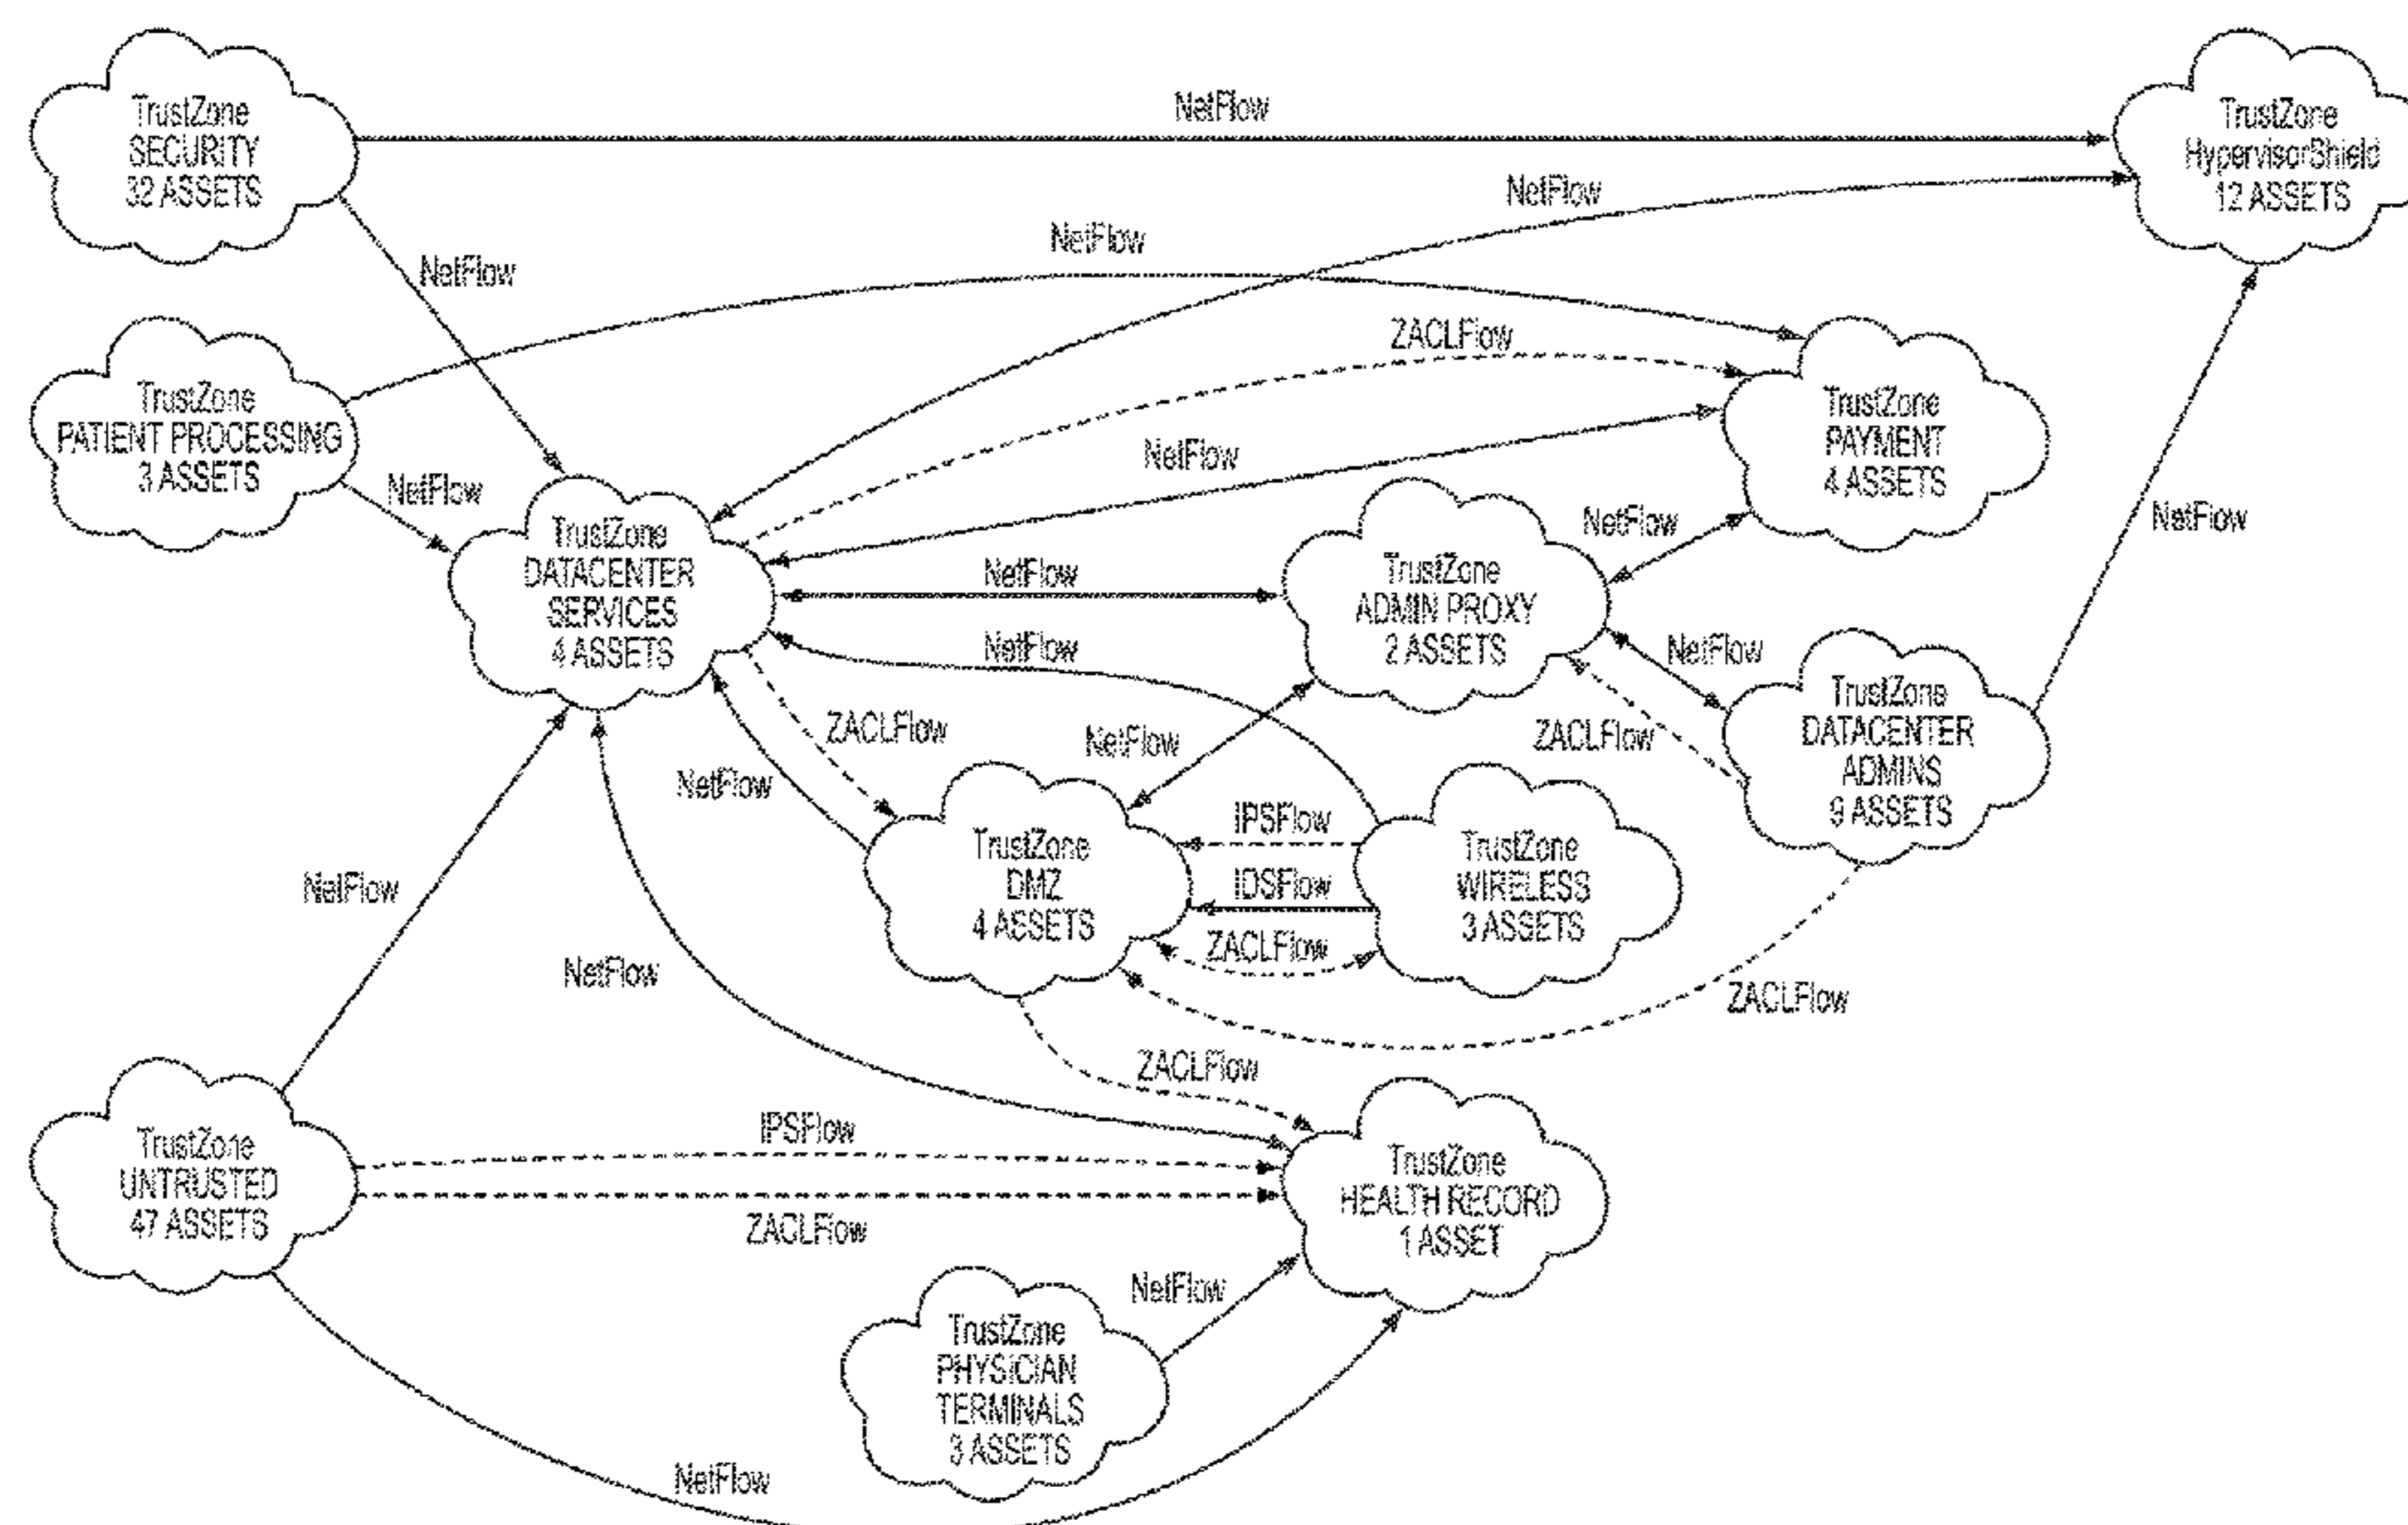 TrustZone
SECURITY
32 ASSETS
NetFlow
TrustZone
HypervisorShield
12 ASSETS
NetFlow
NetFlow
NetFlow
TrustZone
PATIENT PROCESSING
3 ASSETS
ZACLFlow
TrustZone
PAYMENT
4 ASSETS
NetFlow
NetFlow
TrustZone
DATACENTER
SERVICES
4 ASSETS
NetFlow
TrustZone
ADMIN PROXY
2 ASSETS
NetFlow
NetFlow
NetFlow
NetFlow
TrustZone
DATACENTER
ADMINS
9 ASSETS
ZACLFlow
NetFlow
NetFlow
ZACLFlow
TrustZone
DMZ
4 ASSETS
IPSFlow
IDSFlow
ZACLFlow
TrustZone
WIRELESS
3 ASSETS
NetFlow
NetFlow
ZACLFlow
ZACLFlow
TrustZone
UNTRUSTED
47 ASSETS
IPSFlow
ZACLFlow
TrustZone
HEALTH RECORD
1 ASSET
NetFlow
TrustZone
PHYSICIAN
TERMINALS
3 ASSETS
NetFlow